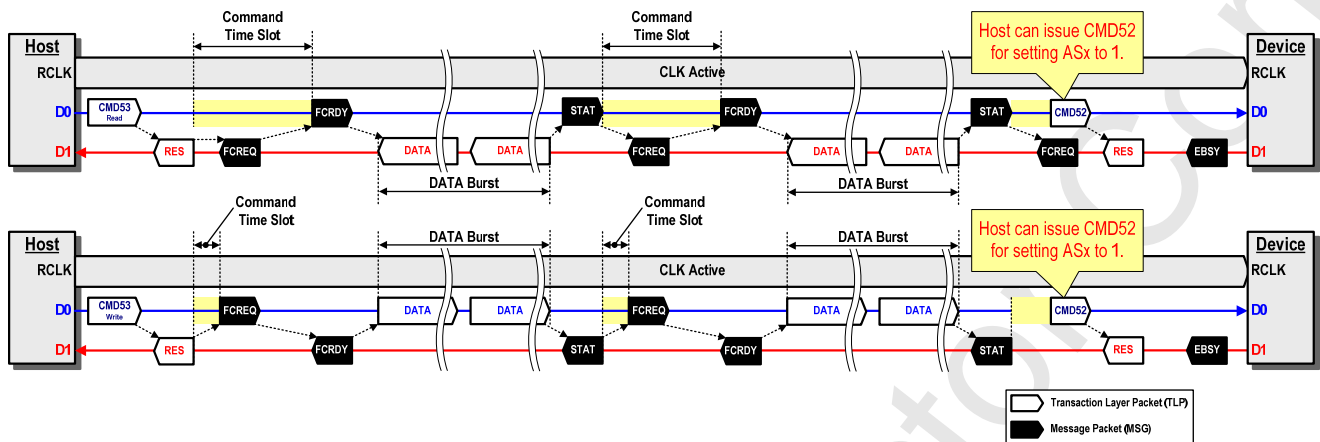 Command
Time Slot
Command
Time Slot
Host can issue CMD52
for setting ASx to 1.
Host
Device
RCLK
CLK Active
RCLK
D0
CMD53
Read
FCRDY
STAT
FCRDY
STAT
CMD52
D0
D1
RES
FCREQ
DATA
DATA
FCREQ
DATA
DATA
FCREQ
RES
EBSY
D1
DATA Burst
DATA Burst
Command
Time Slot
Command
Time Slot
DATA Burst
DATA Burst
Host can issue CMD52
for setting ASx to 1.
Host
Device
RCLK
CLK Active
RCLK
D0
CMD53
Write
FCREQ
DATA
DATA
FCREQ
DATA
DATA
CMD52
D0
D1
RES
FCRDY
STAT
FCRDY
STAT
RES
EBSY
D1
Transaction Layer Packet (TLP)
Message Packet (MSG)